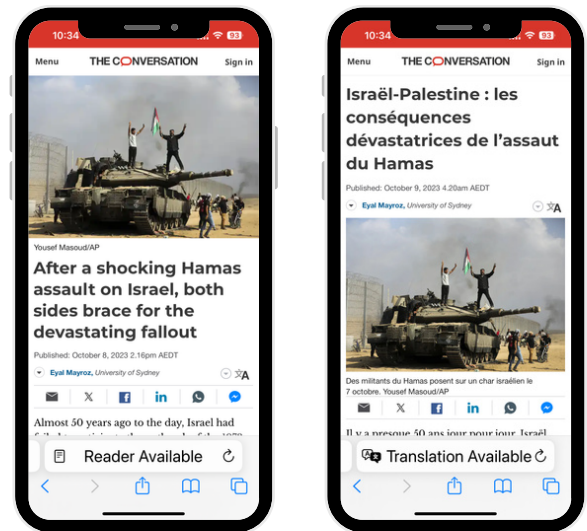 10:34
93
Menu
THE CONVERSATION
Sign in
Yousef Masoud/AP
After a shocking Hamas
assault on Israel, both
sides brace for the
devastating fallout
Published: October 8, 2023 2.16pm AEDT
Eyal Mayroz, University of Sydney
文A
Almost 50 years ago to the day, Israel had
Reader Available
10:34
93
Menu
THE CONVERSATION
Sign in
Israël-Palestine : les
conséquences
dévastatrices de l’assaut
du Hamas
Published: October 9, 2023 4.20am AEDT
Eyal Mayroz, University of Sydney
文A
Des militants du Hamas posent sur un char israélien le
7 octobre. Yousef Masoud/AP
Il y a presque 50 ans jour pour jour, Israël
Translation Available